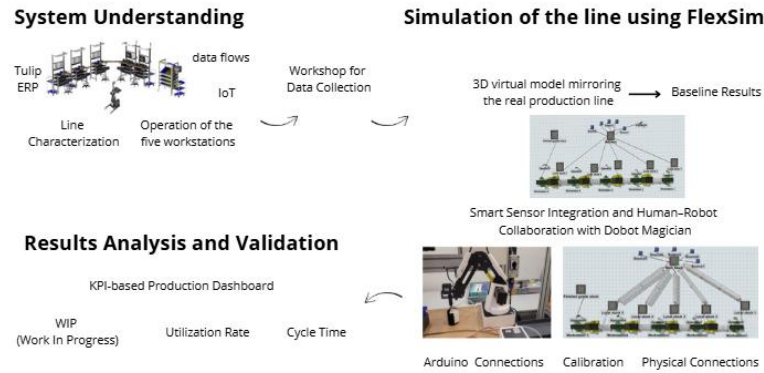 System Understanding
Tulip
ERP
data flows
IoT
Line
Characterization
Operation of the
five workstations
Workshop for
Data Collection
Simulation of the line using FlexSim
3D virtual model mirroring
the real production line
Baseline Results
Smart Sensor Integration and Human–Robot
Collaboration with Dobot Magician
Arduino Connections
Calibration
Physical Connections
Results Analysis and Validation
KPI-based Production Dashboard
WIP
(Work In Progress)
Utilization Rate
Cycle Time